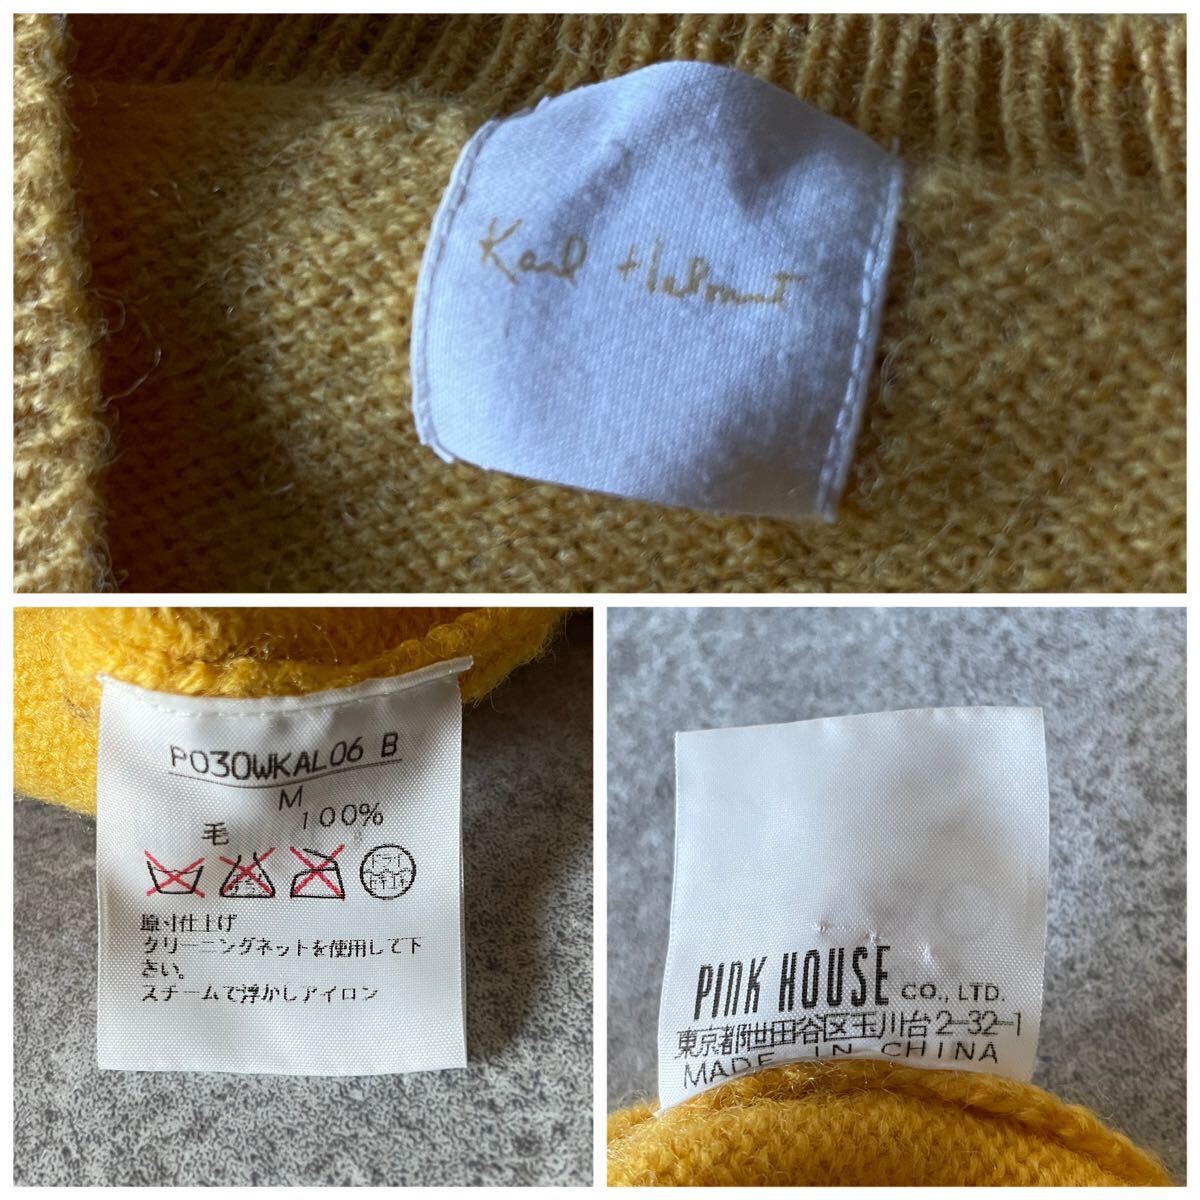 Karl Helmut
P030WKAL06 B
M
毛 100%
ドライ
原寸仕上げ
クリーニングネットを使用して下
さい。
スチームで浮かしアイロン
PINK HOUSE CO., LTD.
東京都世田谷区玉川台2-32-1
MADE IN CHINA